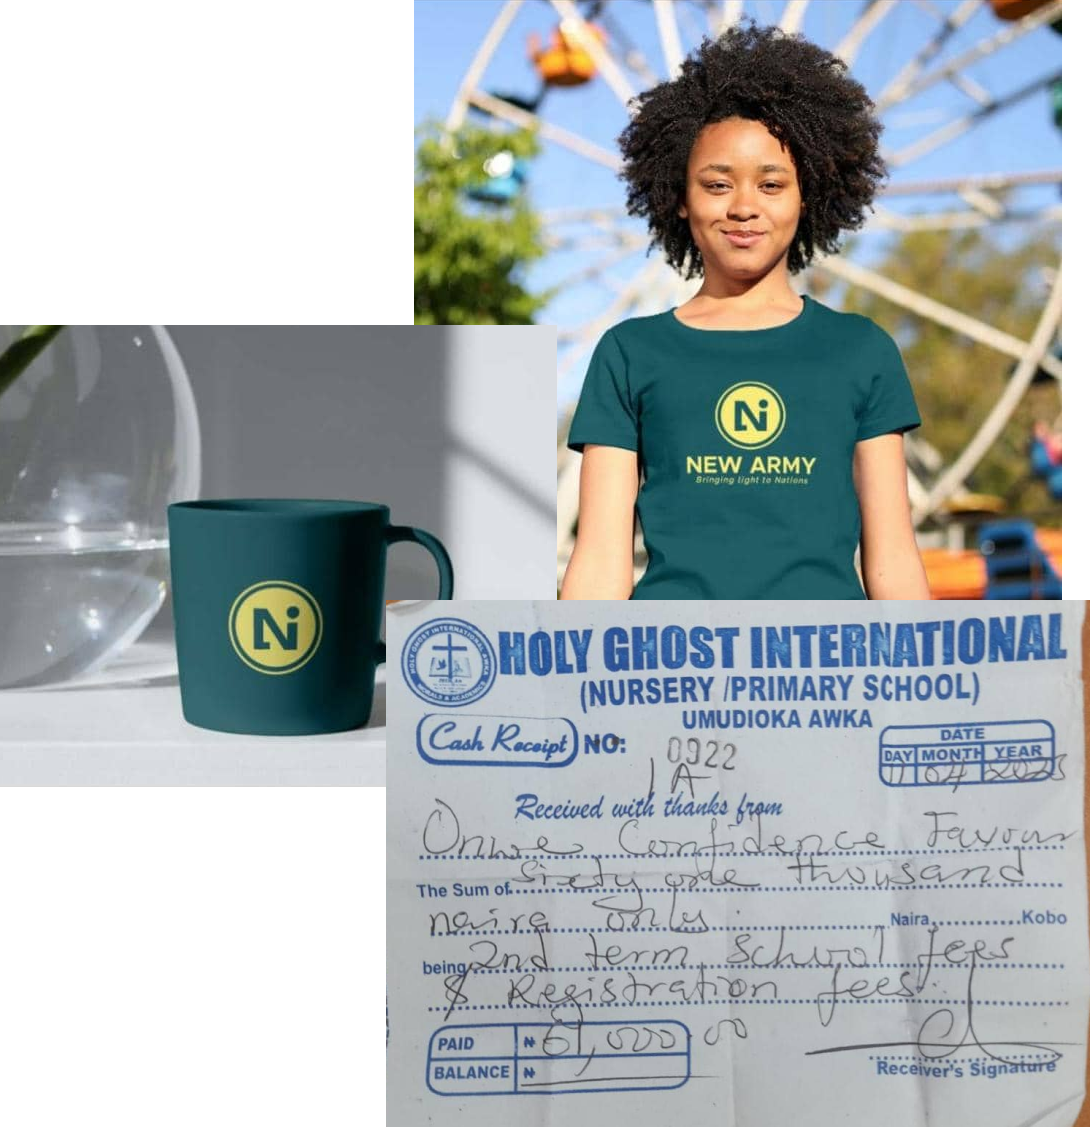 Ni
NEW ARMY
Bringing light to Nations
Ni
HOLY GHOST INTERNATIONAL
(NURSERY /PRIMARY SCHOOL)
UMUDIOKA AWKA
Cash Receipt NO: 0922
DATE
DAY MONTH YEAR
11 04 2025
1A
Received with thanks from
Onwe Confidence Favour
The Sum of Sixty one thousand
naira only. Naira Kobo
being 2nd term School fees
& Registration fees.
PAID ₦ 61,000.00
BALANCE ₦
Receiver's Signature